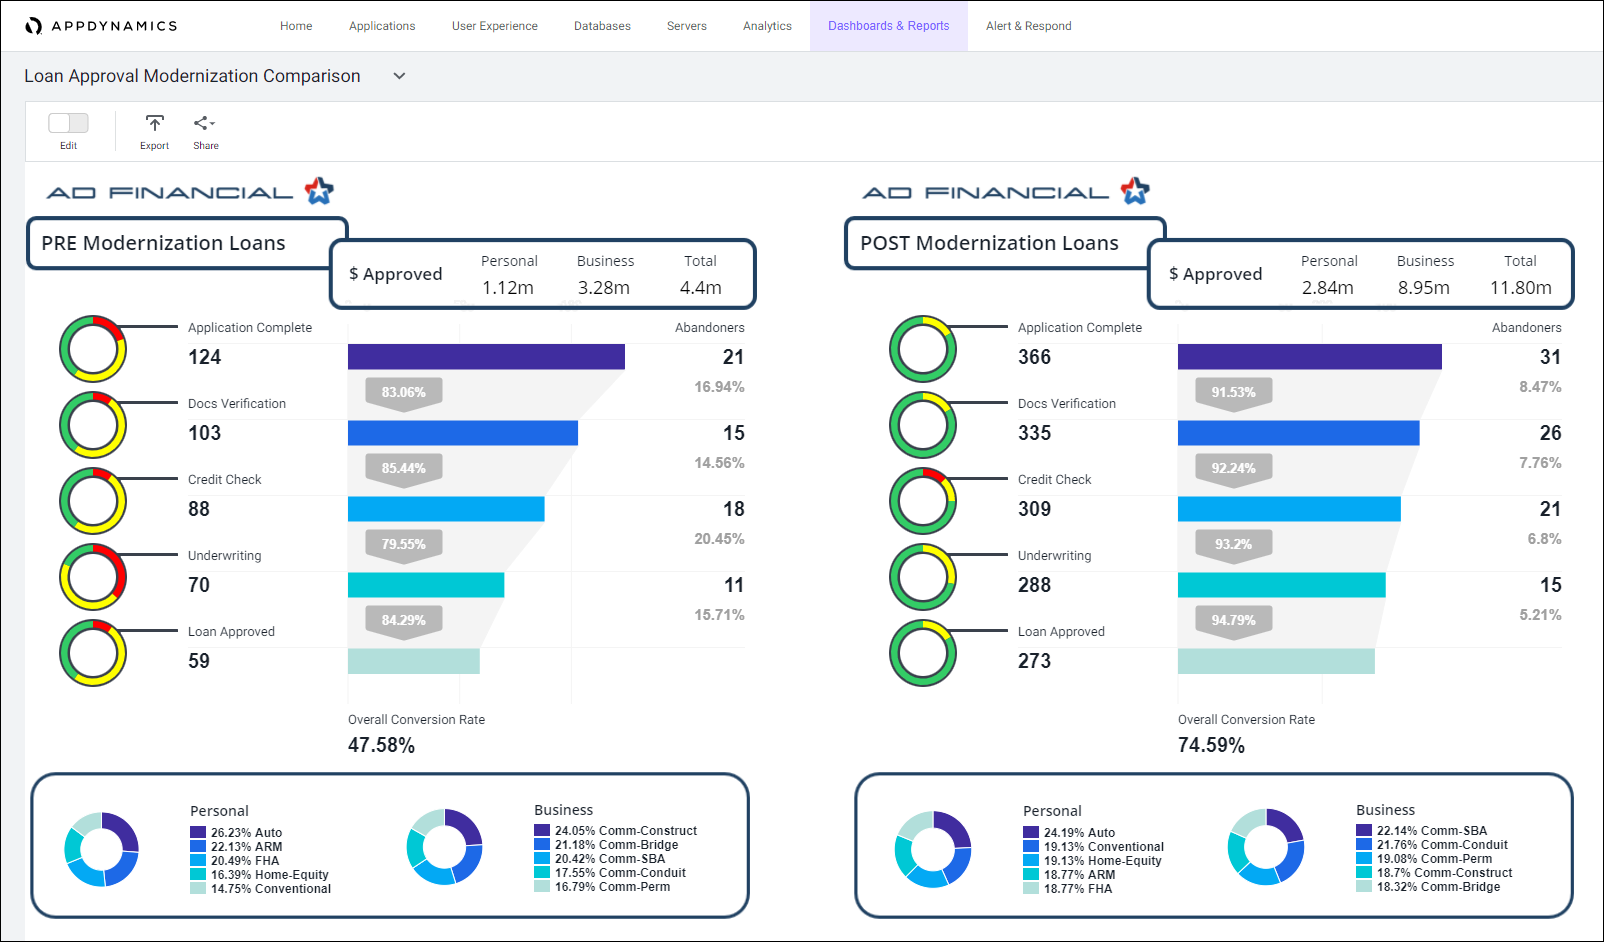 APPDYNAMICS
Home Applications User Experience Databases Servers Analytics Dashboards & Reports Alert & Respond
Loan Approval Modernization Comparison
Edit Export Share
AD FINANCIAL
PRE Modernization Loans
$ Approved
Personal Business Total
1.12m 3.28m 4.4m
Application Complete Abandoners
124 21
83.06% 16.94%
Docs Verification
103 15
85.44% 14.56%
Credit Check
88 18
79.55% 20.45%
Underwriting
70 11
84.29% 15.71%
Loan Approved
59
Overall Conversion Rate
47.58%
Personal
26.23% Auto
22.13% ARM
20.49% FHA
16.39% Home-Equity
14.75% Conventional
Business
24.05% Comm-Construct
21.18% Comm-Bridge
20.42% Comm-SBA
17.55% Comm-Conduit
16.79% Comm-Perm
AD FINANCIAL
POST Modernization Loans
$ Approved
Personal Business Total
2.84m 8.95m 11.80m
Application Complete Abandoners
366 31
91.53% 8.47%
Docs Verification
335 26
92.24% 7.76%
Credit Check
309 21
93.2% 6.8%
Underwriting
288 15
94.79% 5.21%
Loan Approved
273
Overall Conversion Rate
74.59%
Personal
24.19% Auto
19.13% Conventional
19.13% Home-Equity
18.77% ARM
18.77% FHA
Business
22.14% Comm-SBA
21.76% Comm-Conduit
19.08% Comm-Perm
18.7% Comm-Construct
18.32% Comm-Bridge